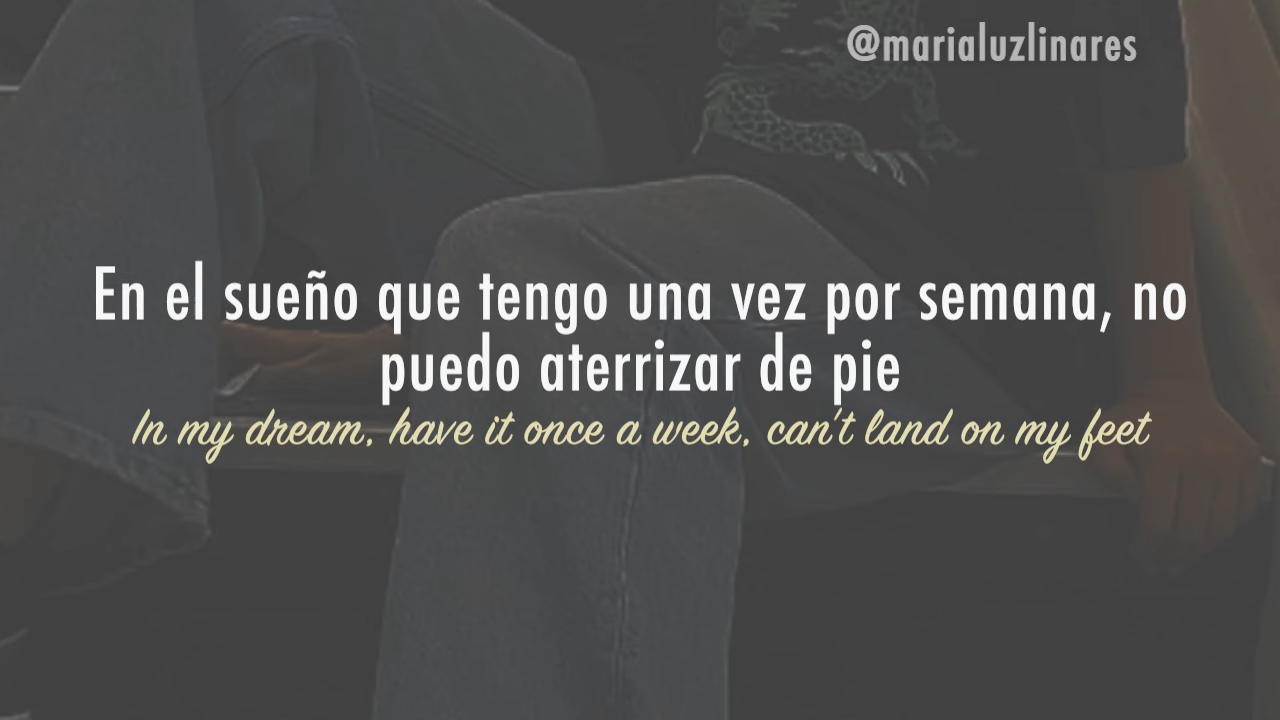 @marialuzlinares
En el sueño que tengo una vez por semana, no
puedo aterrizar de pie
In my dream, have it once a week, can't land on my feet